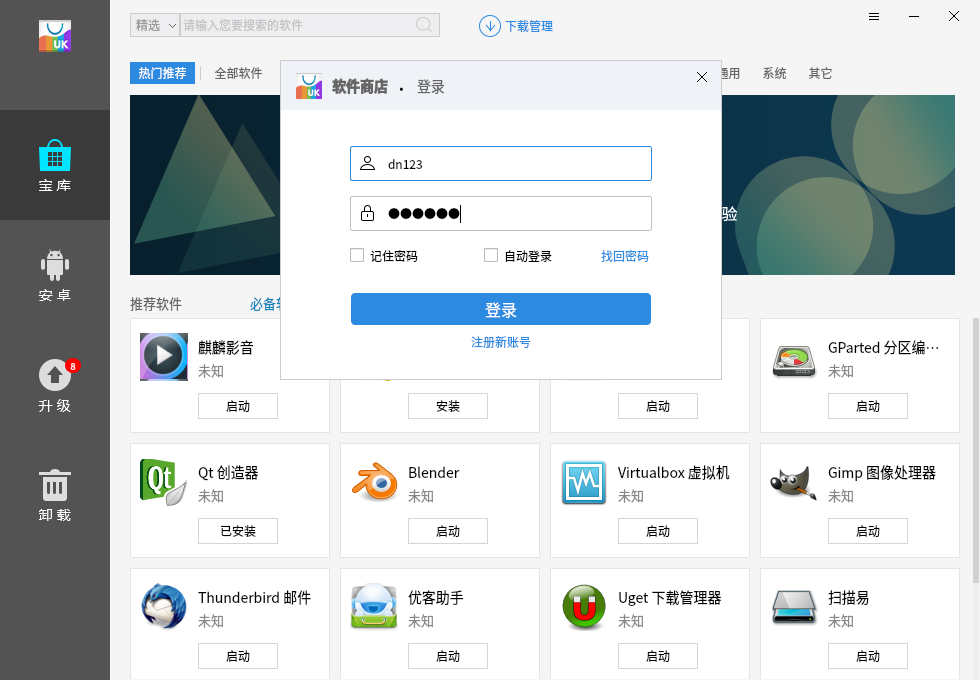 UK
精选
请输入您要搜索的软件
下载管理
热门推荐
全部软件
通用
系统
其它
UK
软件商店 · 登录
dn123
●●●●●●
记住密码
自动登录
找回密码
登录
注册新账号
验
宝库
安卓
8
升级
卸载
推荐软件
必备
麒麟影音
未知
启动
安装
启动
GParted 分区编…
未知
启动
Qt 创造器
未知
已安装
Blender
未知
启动
Virtualbox 虚拟机
未知
启动
Gimp 图像处理器
未知
启动
Thunderbird 邮件
未知
启动
优客助手
未知
启动
Uget 下载管理器
未知
启动
扫描易
未知
启动